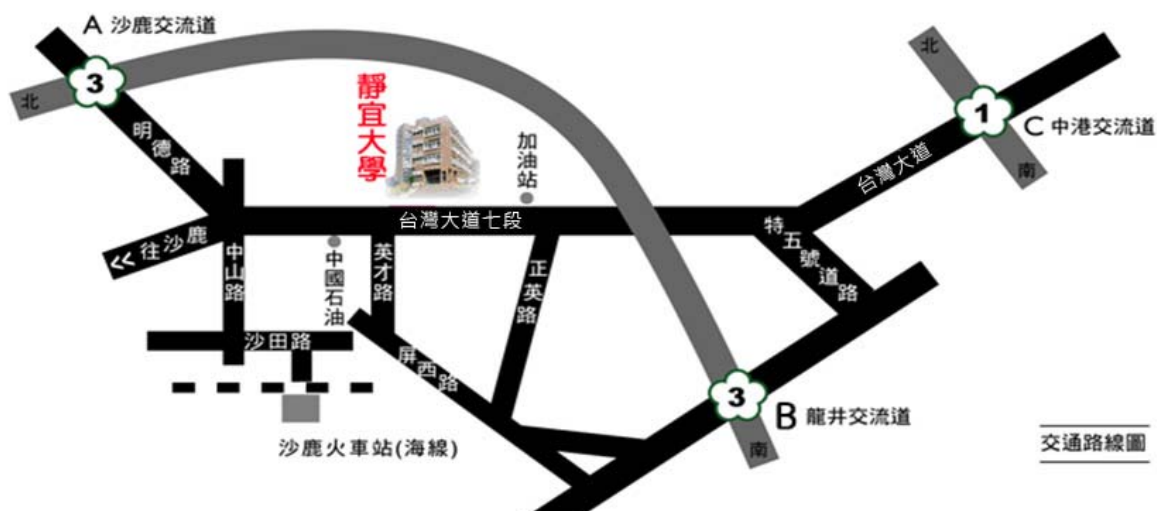 A 沙鹿交流道
3
北
明德路
靜宜大學
加油站
北
1
C 中港交流道
南
台灣大道
台灣大道七段
<<往沙鹿
中山路
中國石油
英才路
正英路
特五號道路
沙田路
屏西路
3
B 龍井交流道
南
沙鹿火車站(海線)
交通路線圖